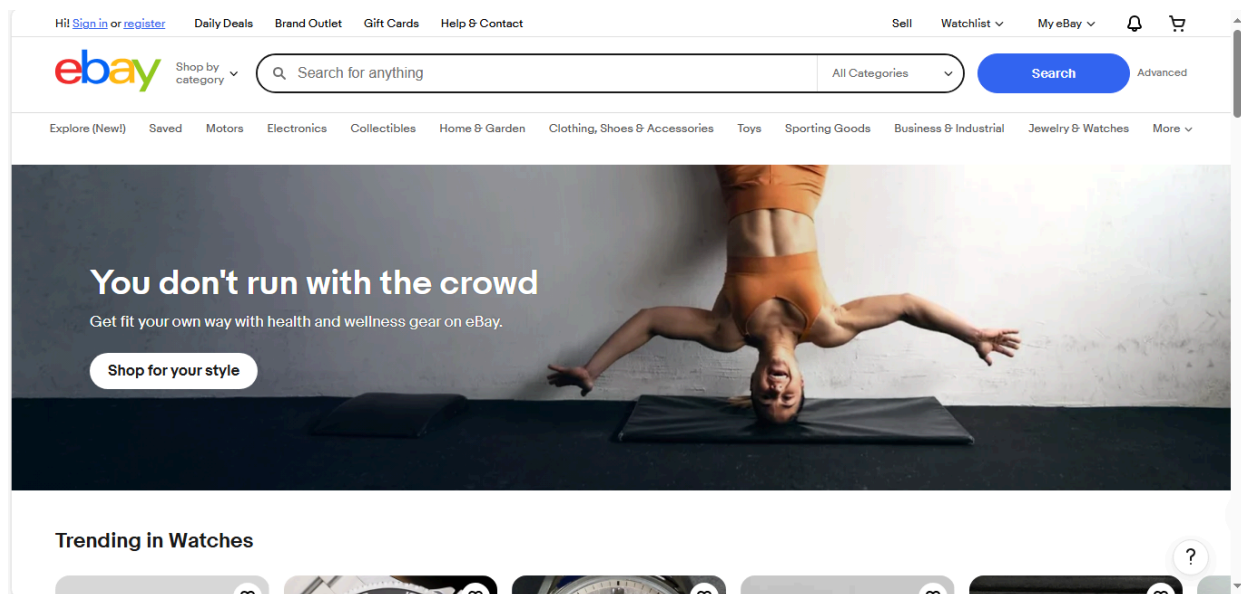 Hi! Sign in or register Daily Deals Brand Outlet Gift Cards Help & Contact Sell Watchlist My eBay
ebay Shop by category Search for anything All Categories Search Advanced
Explore (New!) Saved Motors Electronics Collectibles Home & Garden Clothing, Shoes & Accessories Toys Sporting Goods Business & Industrial Jewelry & Watches More
You don't run with the crowd
Get fit your own way with health and wellness gear on eBay.
Shop for your style
Trending in Watches
?